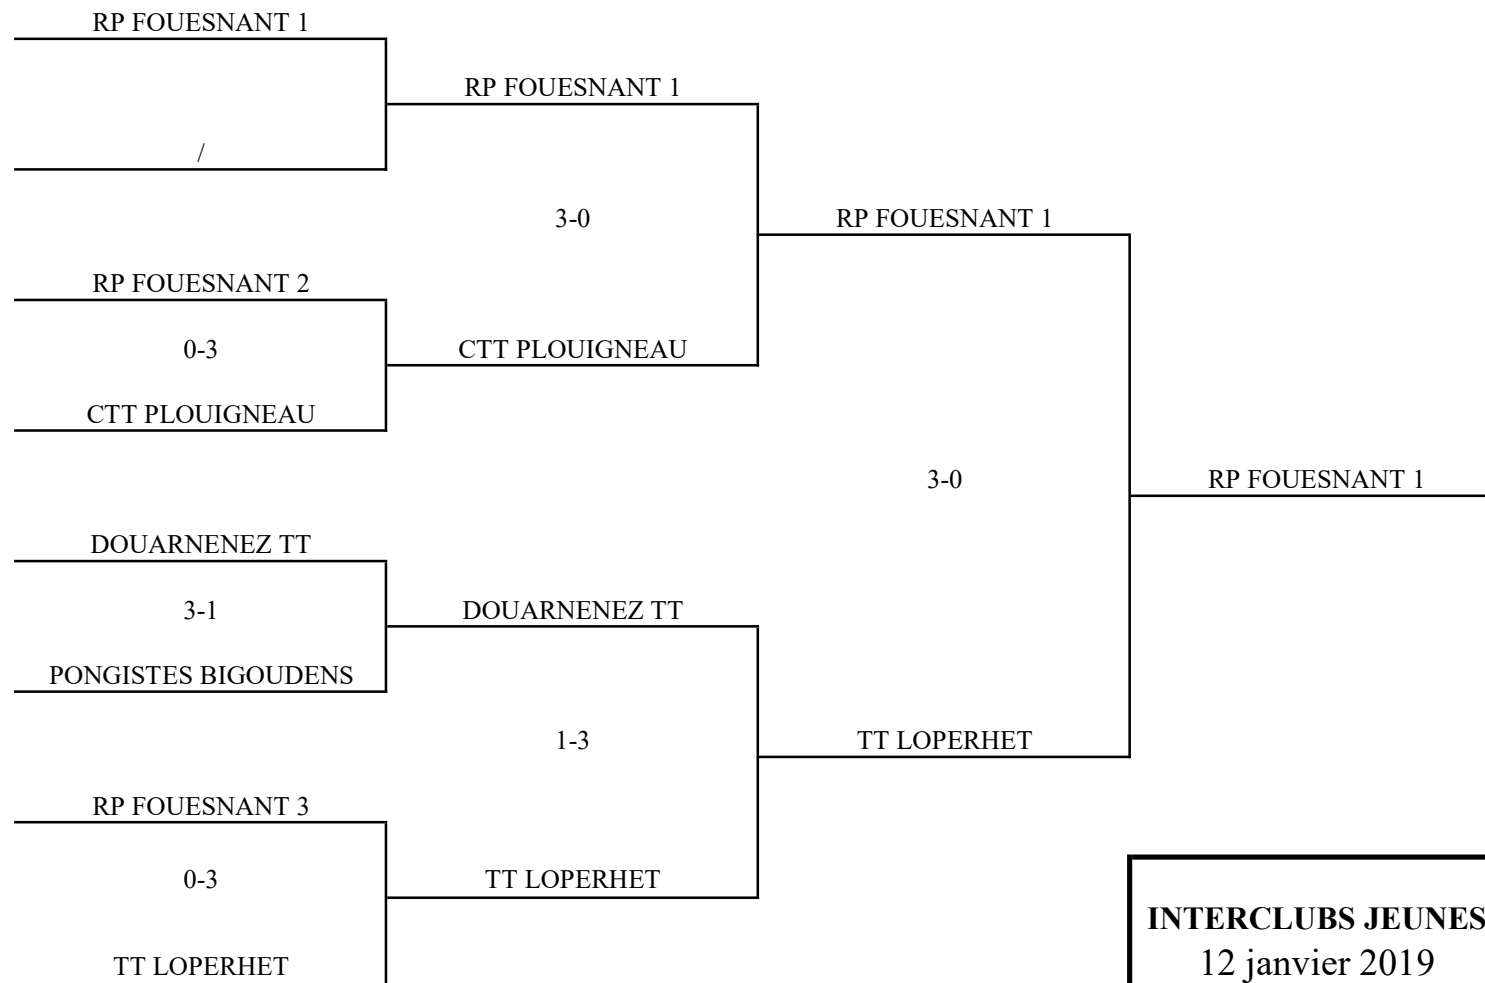 RP FOUESNANT 1
RP FOUESNANT 1
/
3-0
RP FOUESNANT 1
RP FOUESNANT 2
0-3
CTT PLOUIGNEAU
CTT PLOUIGNEAU
3-0
RP FOUESNANT 1
DOUARNENEZ TT
3-1
DOUARNENEZ TT
PONGISTES BIGOUDENS
1-3
TT LOPERHET
RP FOUESNANT 3
0-3
TT LOPERHET
TT LOPERHET
INTERCLUBS JEUNES
12 janvier 2019